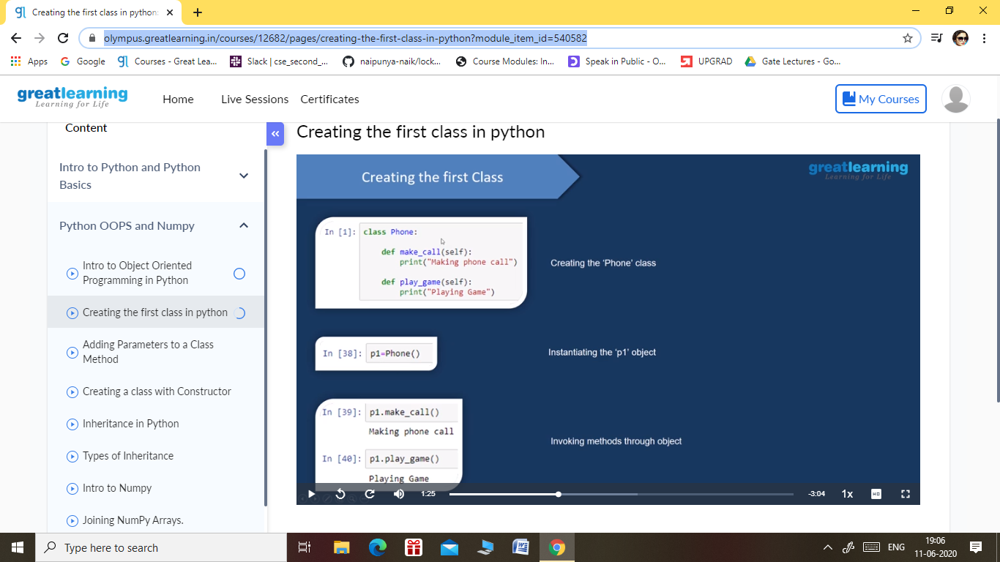 Creating the first class in python
olympus.greatlearning.in/courses/12682/pages/creating-the-first-class-in-python?module_item_id=540582
Apps Google Courses - Great Lea... Slack | cse_second_... naipunya-naik/lock... Course Modules: In... Speak in Public - O... UPGRAD Gate Lectures - Go...
greatlearning
Learning for Life
Home Live Sessions Certificates
My Courses
Content
Intro to Python and Python
Basics
Python OOPS and Numpy
Intro to Object Oriented
Programming in Python
Creating the first class in python
Adding Parameters to a Class
Method
Creating a class with Constructor
Inheritance in Python
Types of Inheritance
Intro to Numpy
Joining NumPy Arrays.
Creating the first class in python
Creating the first Class
greatlearning
Learning for Life
In [1]: class Phone:
def make_call(self):
print("Making phone call")
def play_game(self):
print("Playing Game")
Creating the ‘Phone’ class
In [38]: p1=Phone()
Instantiating the ‘p1’ object
In [39]: p1.make_call()
Making phone call
In [40]: p1.play_game()
Playing Game
Invoking methods through object
1:25 -3:04 1x HD
Type here to search
ENG
19:06
11-06-2020